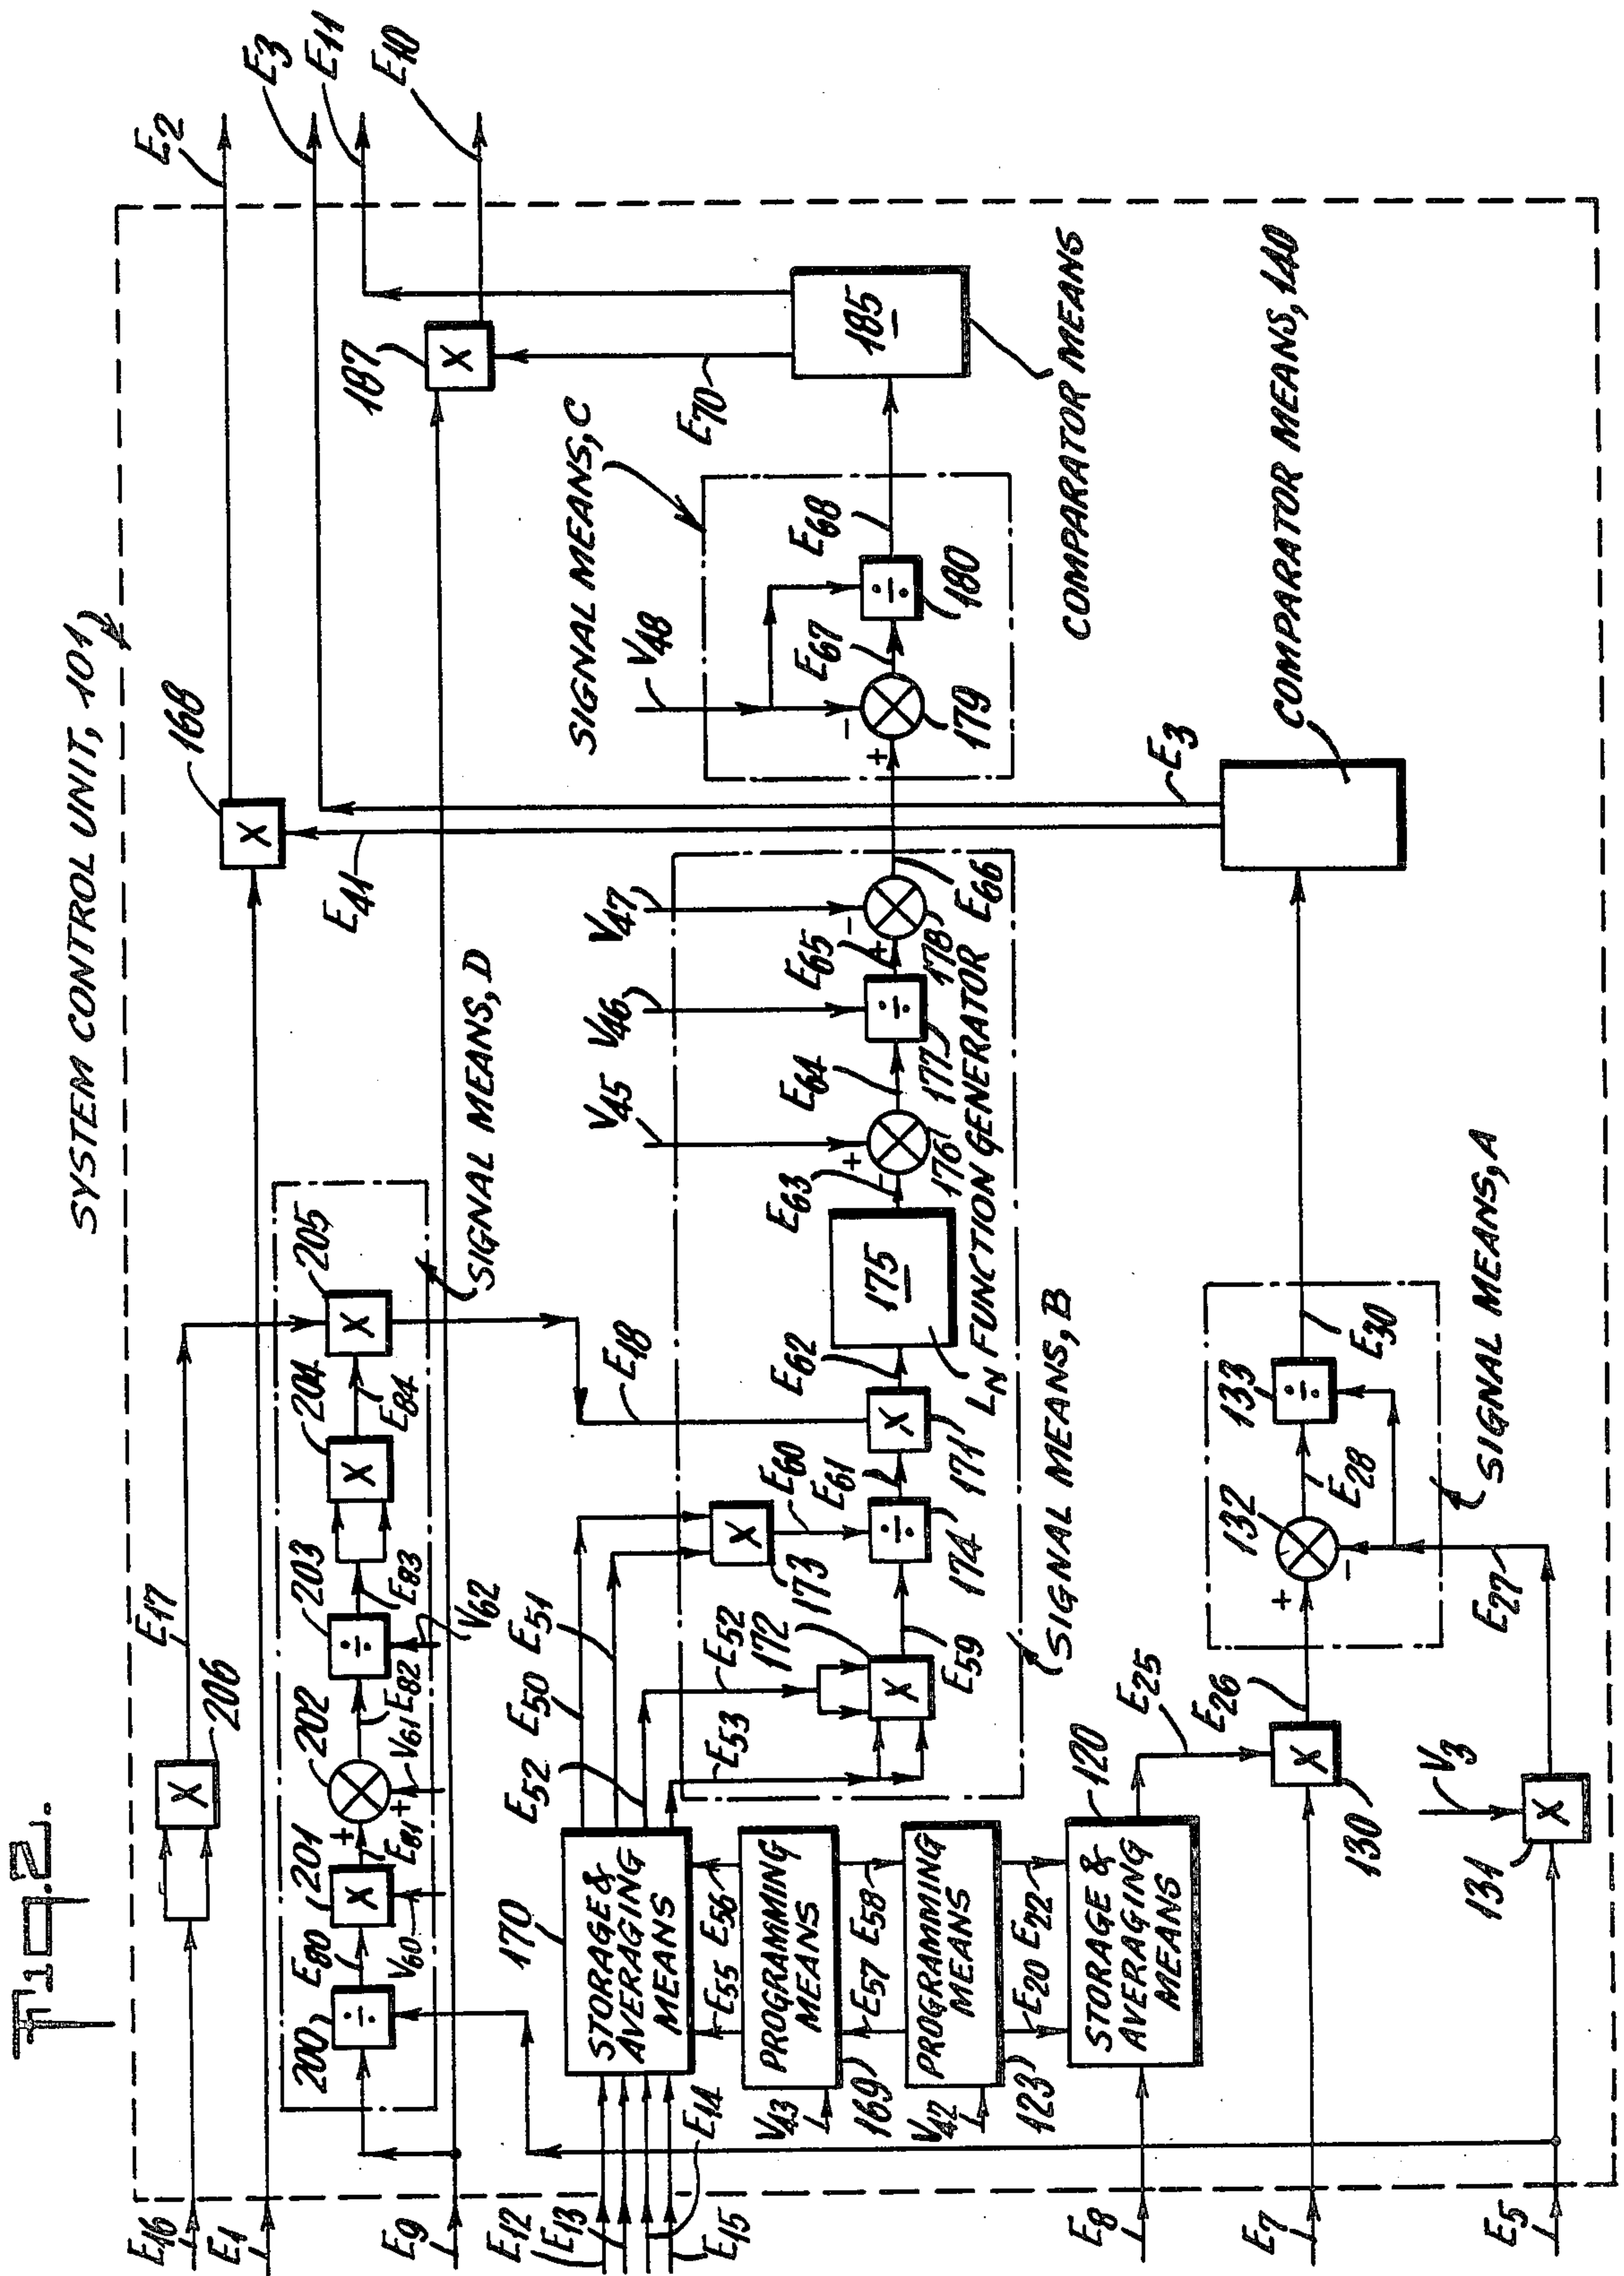 Fig.2.
SYSTEM CONTROL UNIT, 101
E16
E1
E9
E12
E13
E14
E15
E8
E7
E5
206
X
E17
168
X
E2
E3
E11
E10
E41
200
÷
E80
201
X
V60
E81
+
+
202
V61
E82
203
÷
V62
E83
204
X
E84
205
X
SIGNAL MEANS, D
E18
187
X
E70
170
STORAGE &
AVERAGING
MEANS
E52
E50
E51
E53
E52
172
X
E59
173
X
E60
E61
÷
174
X
171
E62
175
LN FUNCTION GENERATOR
E63
-
+
176
V45
E64
÷
177
V46
E65
+
-
178
V47
E66
SIGNAL MEANS, B
SIGNAL MEANS, C
V48
+
-
179
E67
÷
180
E68
185
COMPARATOR MEANS
E55
E56
PROGRAMMING
MEANS
V43
169
E57
E58
PROGRAMMING
MEANS
V42
123
E20
E22
STORAGE &
AVERAGING
MEANS
120
E25
X
130
E26
+
-
132
E28
133
÷
E30
SIGNAL MEANS, A
E27
V3
X
131
E3
COMPARATOR MEANS, 140